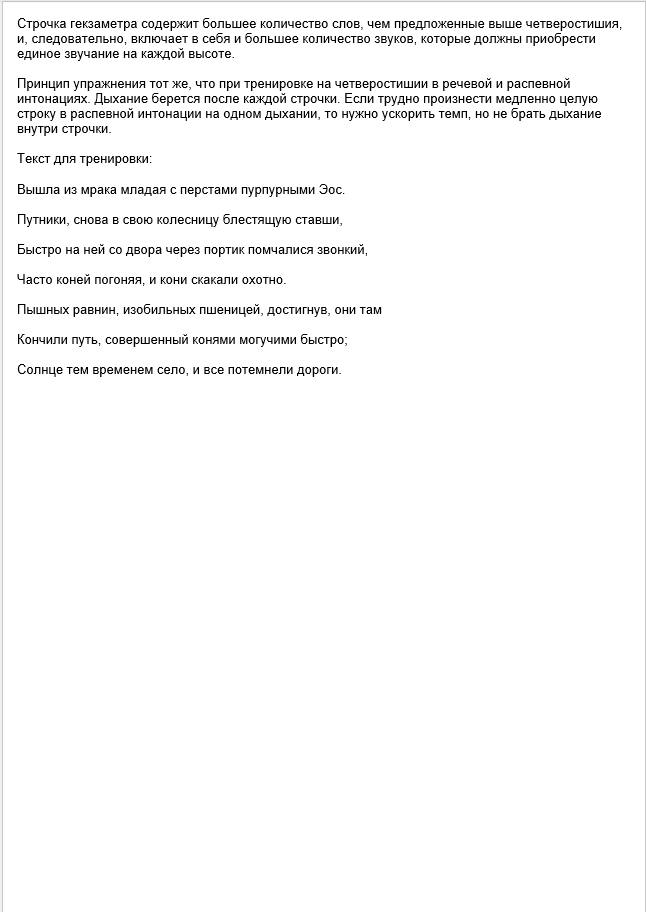 Строчка гекзаметра содержит большее количество слов, чем предложенные выше четверостишия,
и, следовательно, включает в себя и большее количество звуков, которые должны приобрести
единое звучание на каждой высоте.
Принцип упражнения тот же, что при тренировке на четверостишии в речевой и распевной
интонациях. Дыхание берется после каждой строчки. Если трудно произнести медленно целую
строку в распевной интонации на одном дыхании, то нужно ускорить темп, но не брать дыхание
внутри строчки.
Текст для тренировки:
Вышла из мрака младая с перстами пурпурными Эос.
Путники, снова в свою колесницу блестящую ставши,
Быстро на ней со двора через портик помчалися звонкий,
Часто коней погоняя, и кони скакали охотно.
Пышных равнин, изобильных пшеницей, достигнув, они там
Кончили путь, совершенный конями могучими быстро;
Солнце тем временем село, и все потемнели дороги.